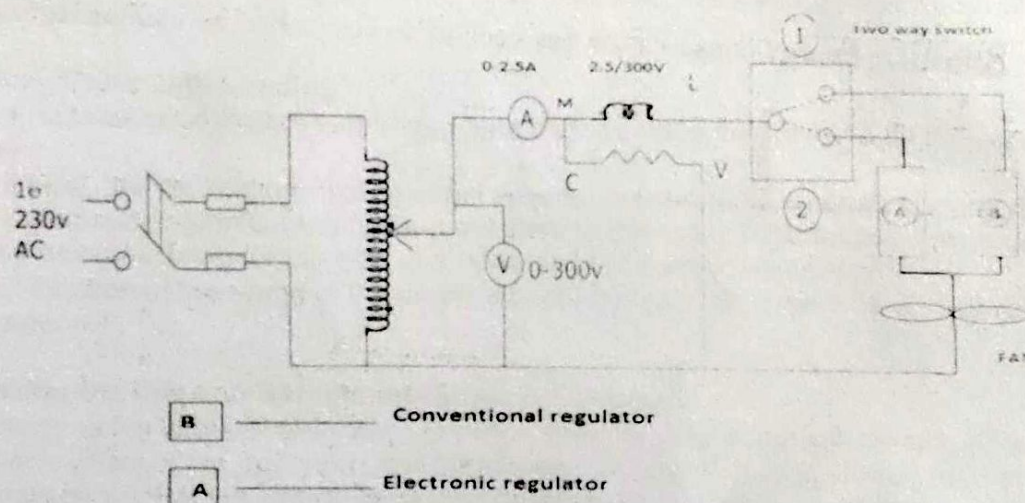 1
Two way switch
0-2.5A
2.5/300V
A
M
L
C
V
2
1φ
230v
AC
V
0-300v
A
B
FAN
B
Conventional regulator
A
Electronic regulator